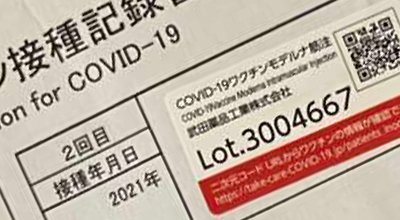 ン接種記録
on for COVID-19
2回目
接種年月日
2021年
COVID-19ワクチンモデルナ筋注
COVID-19 Vaccine Moderna Intramuscular Injection
武田薬品工業株式会社
Lot.3004667
二次元コード URLからワクチンの情報が確認で
https://take-care-COVID-19.jp/patients_mod